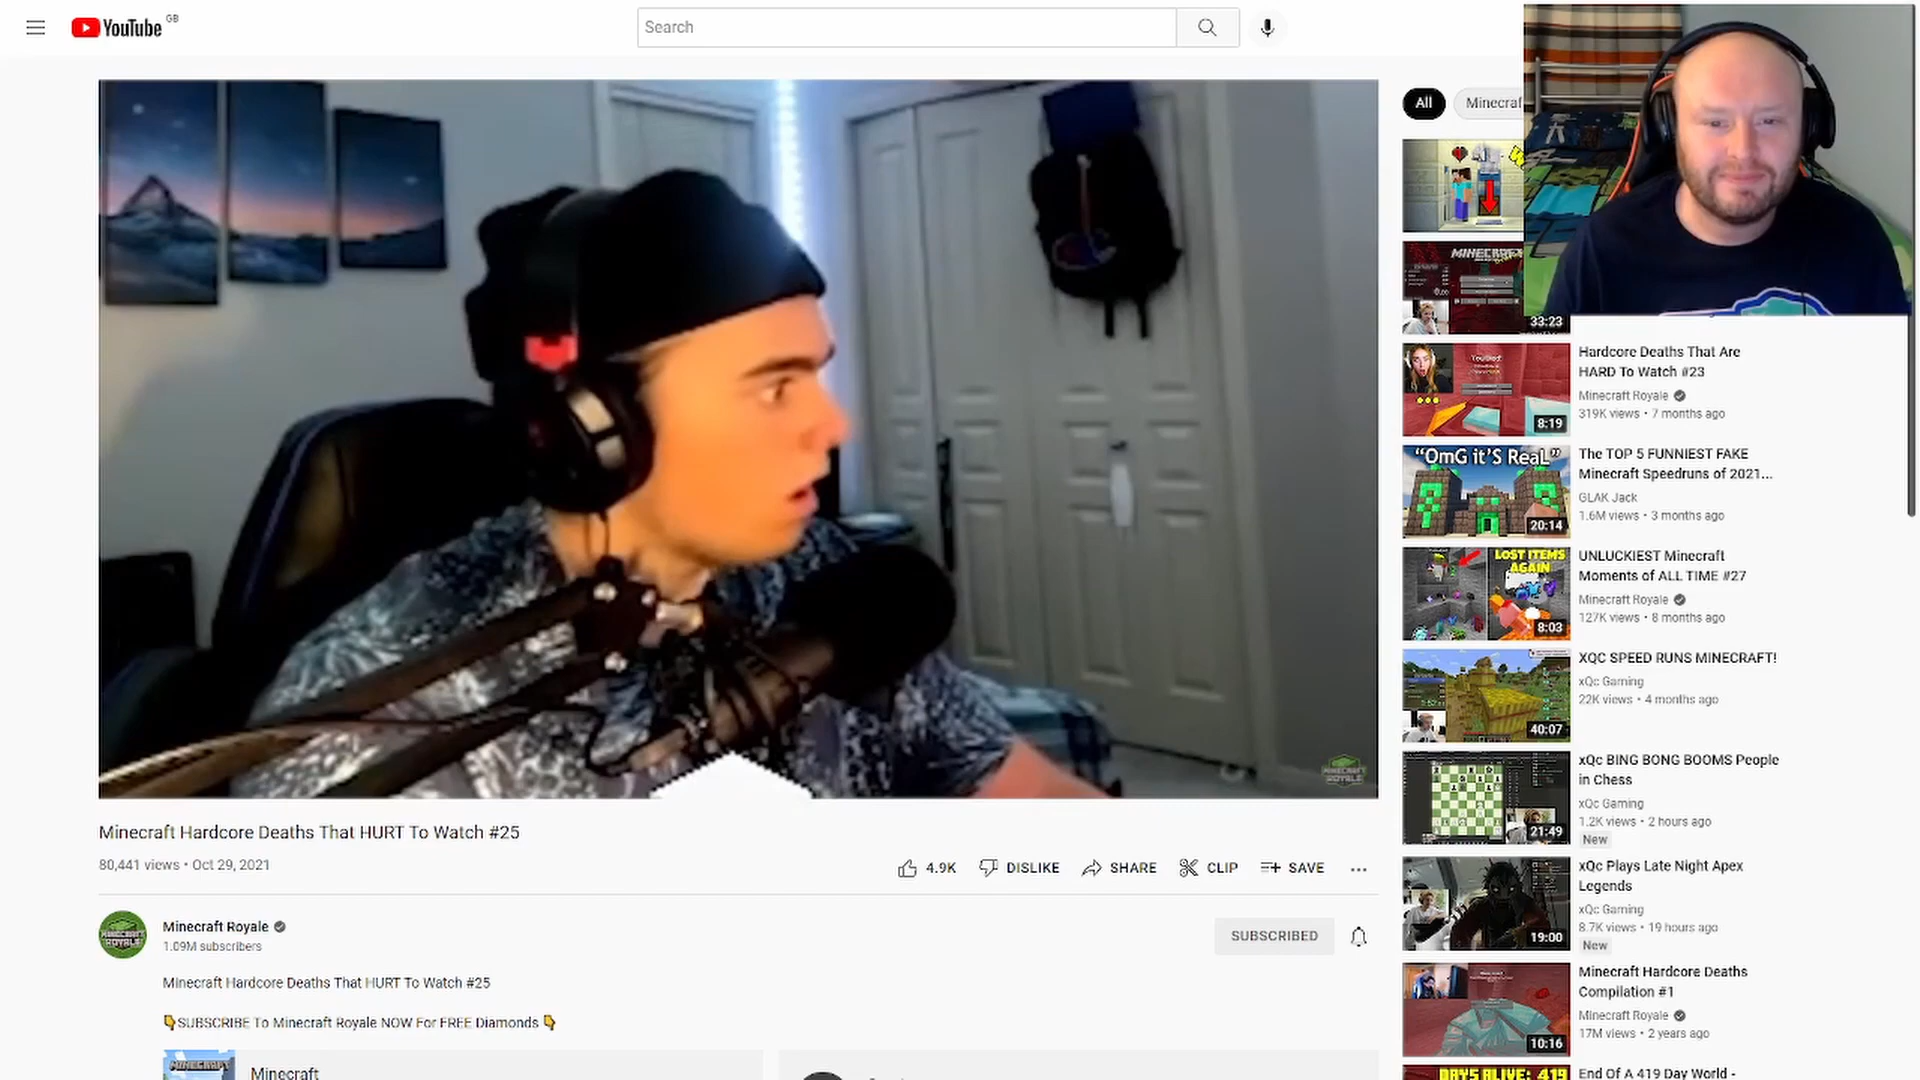 YouTube GB
Search
All
Minecraf
MINECRAFT
33:23
Hardcore Deaths That Are
HARD To Watch #23
Minecraft Royale
319K views • 7 months ago
8:19
"OmG it'S ReaL"
The TOP 5 FUNNIEST FAKE
Minecraft Speedruns of 2021...
GLAK Jack
1.6M views • 3 months ago
20:14
LOST ITEMS
AGAIN
UNLUCKIEST Minecraft
Moments of ALL TIME #27
Minecraft Royale
127K views • 8 months ago
8:03
XQC SPEED RUNS MINECRAFT!
xQc Gaming
22K views • 4 months ago
40:07
xQc BING BONG BOOMS People
in Chess
xQc Gaming
1.2K views • 2 hours ago
New
21:49
xQc Plays Late Night Apex
Legends
xQc Gaming
8.7K views • 19 hours ago
New
19:00
Minecraft Hardcore Deaths
Compilation #1
Minecraft Royale
17M views • 2 years ago
10:16
DAYS ALIVE: 419
End Of A 419 Day World -
MINECRAFT
ROYALE
Minecraft Hardcore Deaths That HURT To Watch #25
80,441 views • Oct 29, 2021
4.9K DISLIKE SHARE CLIP SAVE
MINECRAFT
ROYALE
Minecraft Royale
1.09M subscribers
SUBSCRIBED
Minecraft Hardcore Deaths That HURT To Watch #25
👇SUBSCRIBE To Minecraft Royale NOW For FREE Diamonds 👇
MINECRAFT
Minecraft